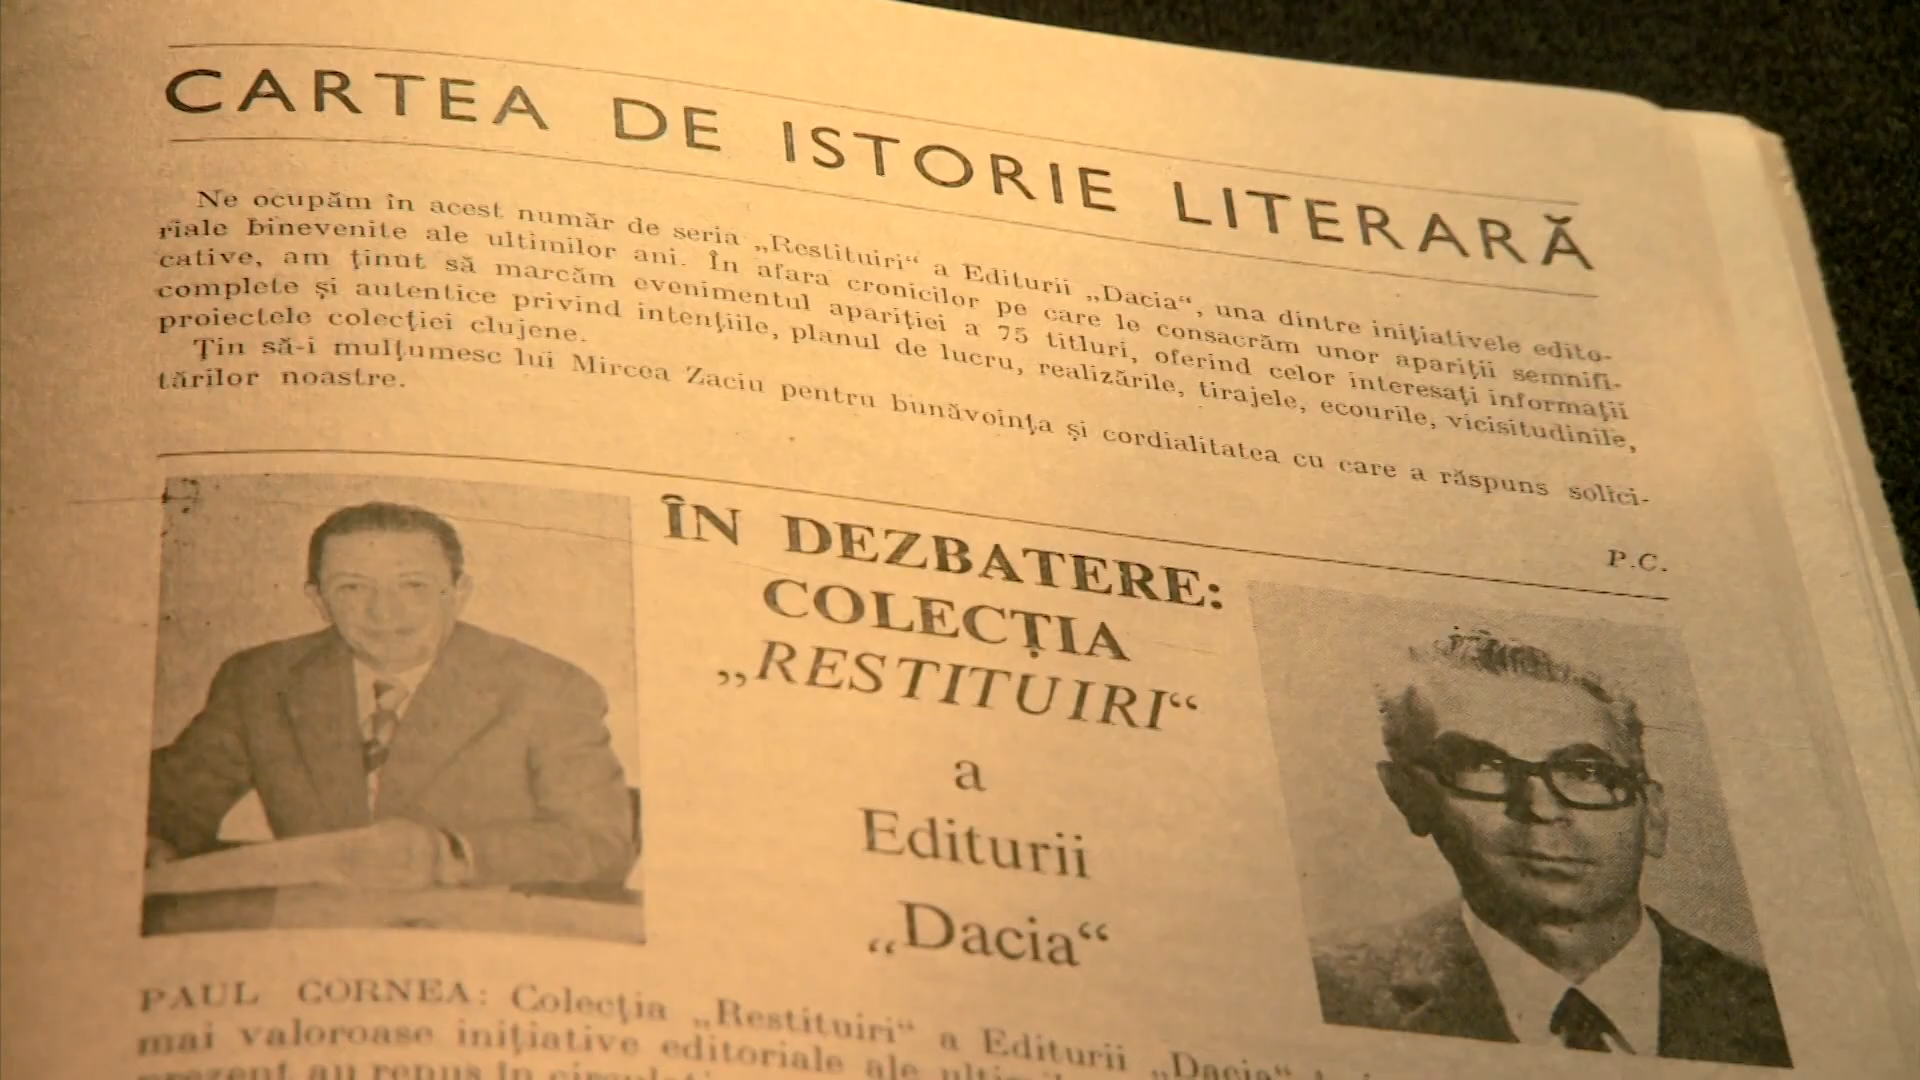 CARTEA DE ISTORIE LITERARĂ
Ne ocupăm în acest număr de seria „Restituiri“ a Editurii „Dacia“, una dintre inițiativele edito-
riale binevenite ale ultimilor ani. În afara cronicilor pe care le consacrăm unor apariții semnifi-
cative, am ținut să marcăm evenimentul apariției a 75 titluri, oferind celor interesați informații
complete și autentice privind intențiile, planul de lucru, realizările, tirajele, ecourile, vicisitudinile,
proiectele colecției clujene.
Țin să-i mulțumesc lui Mircea Zaciu pentru bunăvoința și cordialitatea cu care a răspuns solici-
tărilor noastre.
P.C.
ÎN DEZBATERE:
COLECȚIA
„RESTITUIRI“
a
Editurii
„Dacia“
PAUL CORNEA: Colecția „Restituiri“ a Editurii „Dacia“
mai valoroase inițiative editoriale ale
prezent au repus în